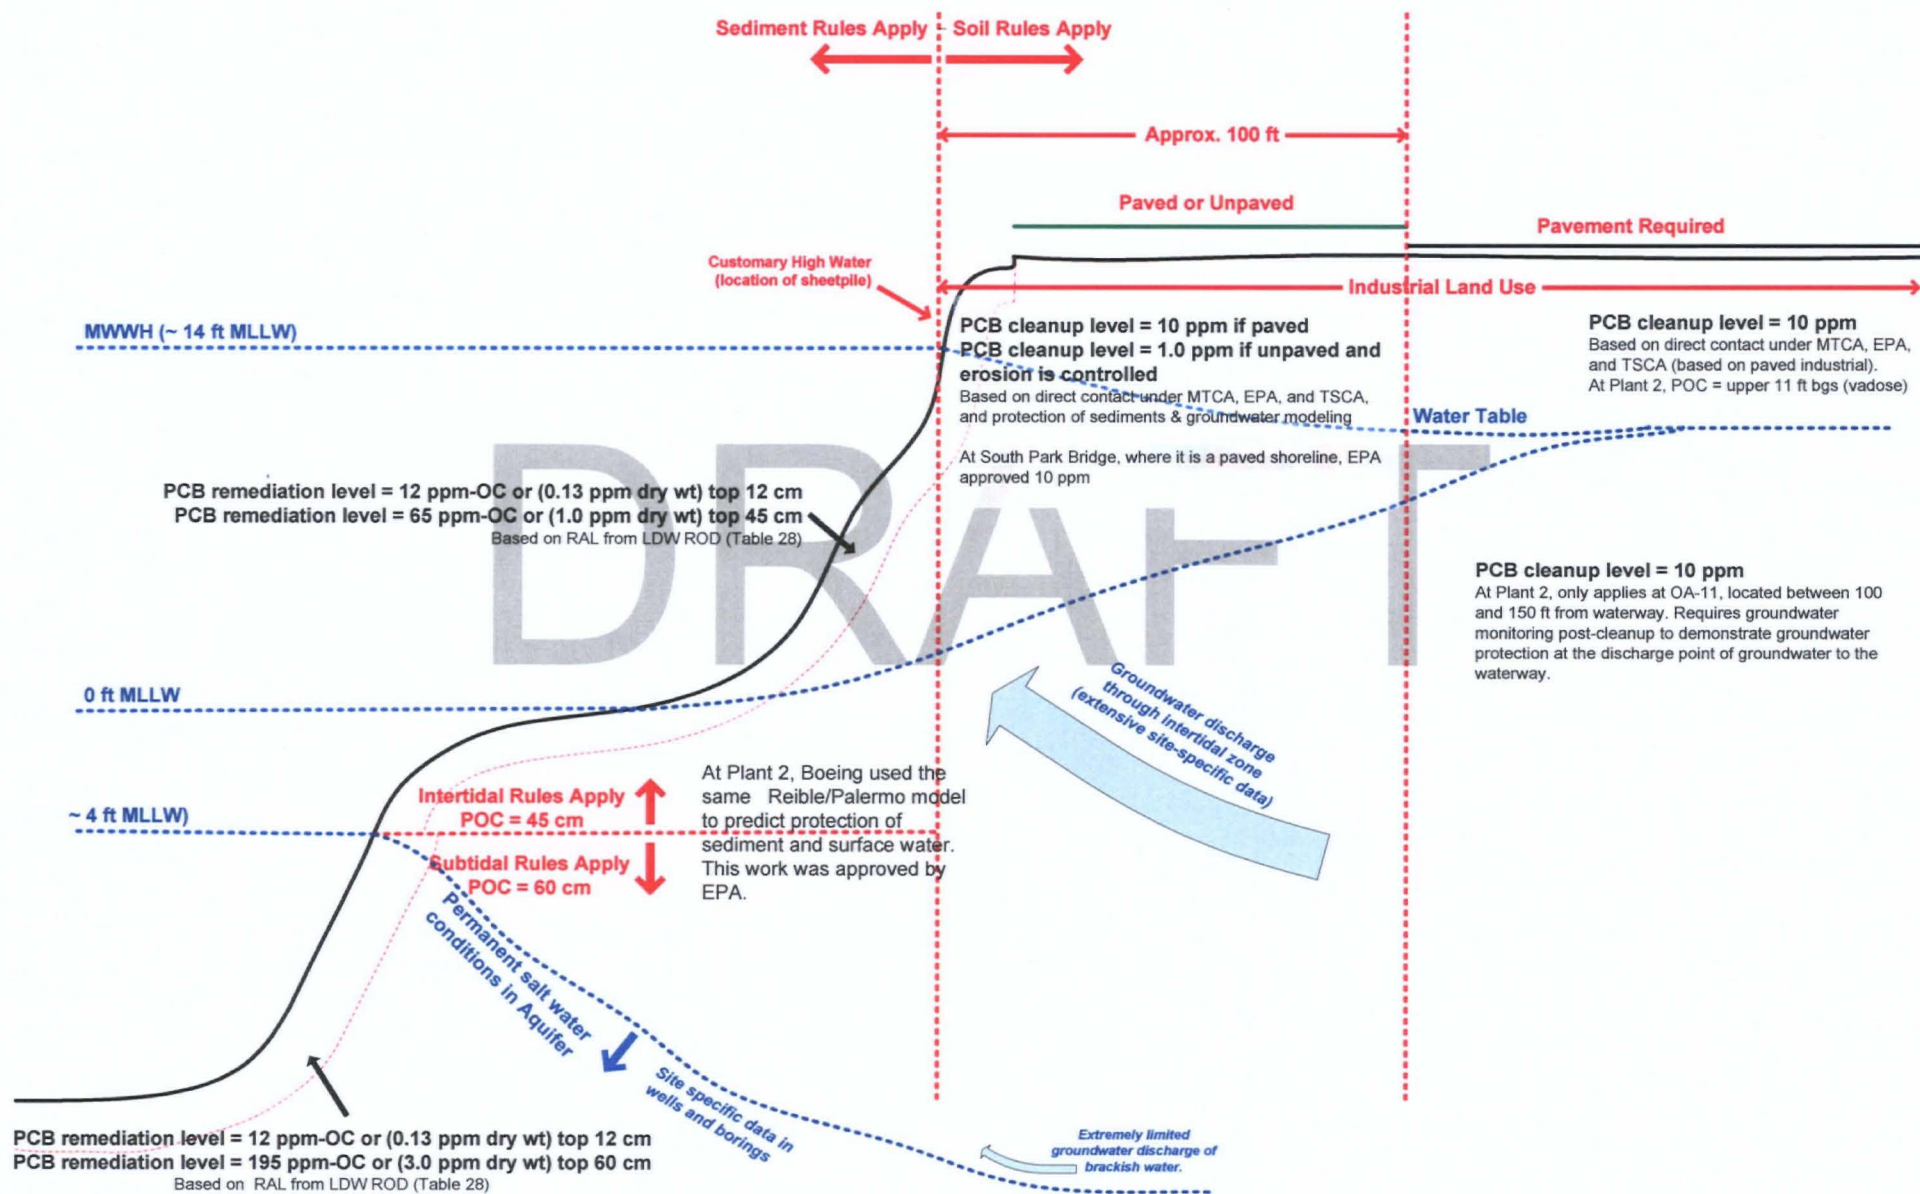 Sediment Rules Apply - Soil Rules Apply
Approx. 100 ft
Paved or Unpaved
Pavement Required
Customary High Water
(location of sheetpile)
Industrial Land Use
MWWH (~ 14 ft MLLW)
PCB cleanup level = 10 ppm if paved
PCB cleanup level = 1.0 ppm if unpaved and
erosion is controlled
Based on direct contact under MTCA, EPA, and TSCA,
and protection of sediments & groundwater modeling
At South Park Bridge, where it is a paved shoreline, EPA
approved 10 ppm
PCB cleanup level = 10 ppm
Based on direct contact under MTCA, EPA,
and TSCA (based on paved industrial).
At Plant 2, POC = upper 11 ft bgs (vadose)
Water Table
DRAFT
PCB remediation level = 12 ppm-OC or (0.13 ppm dry wt) top 12 cm
PCB remediation level = 65 ppm-OC or (1.0 ppm dry wt) top 45 cm
Based on RAL from LDW ROD (Table 28)
PCB cleanup level = 10 ppm
At Plant 2, only applies at OA-11, located between 100
and 150 ft from waterway. Requires groundwater
monitoring post-cleanup to demonstrate groundwater
protection at the discharge point of groundwater to the
waterway.
0 ft MLLW
Groundwater discharge
through intertidal zone
(extensive site-specific data)
~ 4 ft MLLW)
Intertidal Rules Apply
POC = 45 cm
Subtidal Rules Apply
POC = 60 cm
At Plant 2, Boeing used the
same Reible/Palermo model
to predict protection of
sediment and surface water.
This work was approved by
EPA.
Permanent salt water
conditions in Aquifer
Site specific data in
wells and borings
Extremely limited
groundwater discharge of
brackish water.
PCB remediation level = 12 ppm-OC or (0.13 ppm dry wt) top 12 cm
PCB remediation level = 195 ppm-OC or (3.0 ppm dry wt) top 60 cm
Based on RAL from LDW ROD (Table 28)